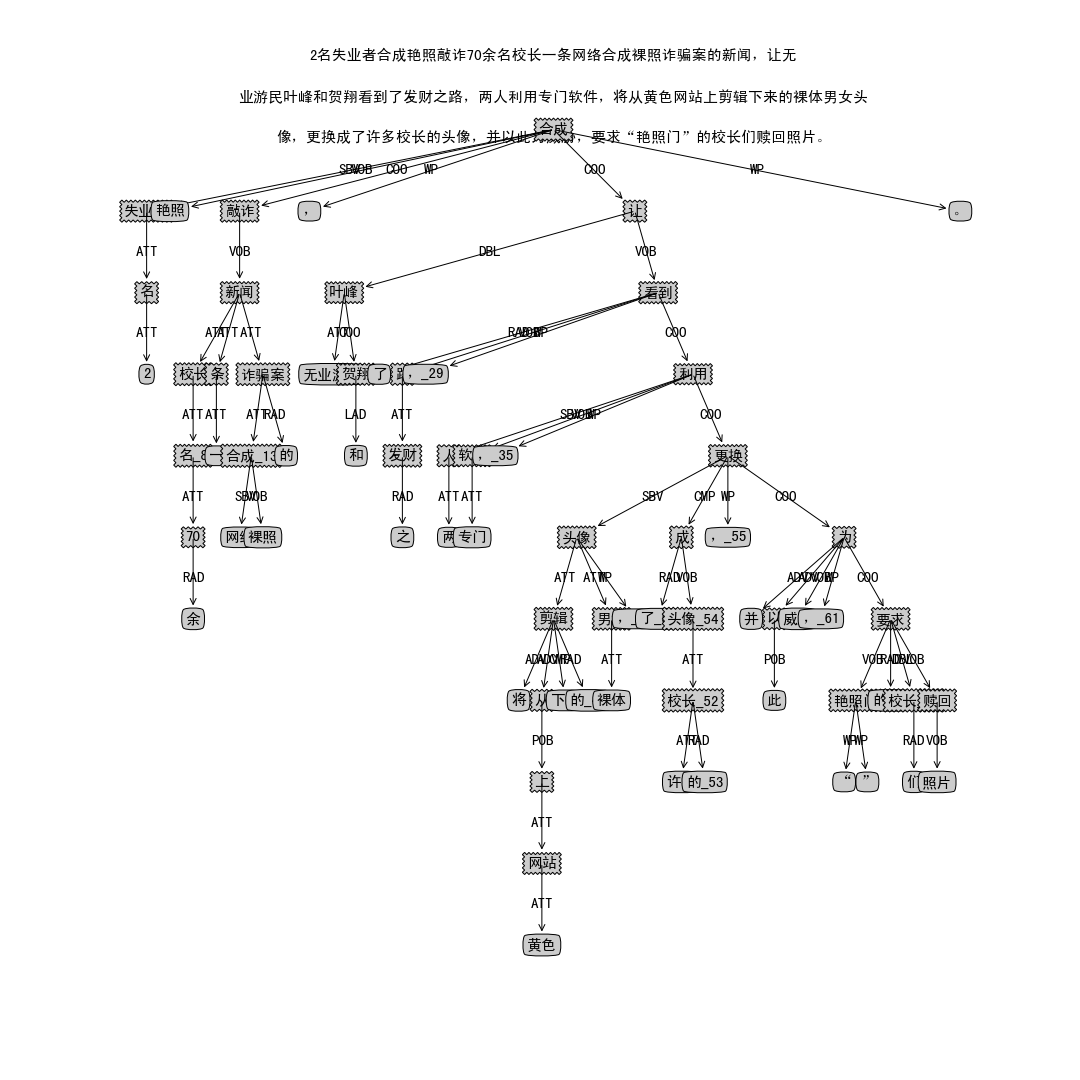 2名失业者合成艳照敲诈70余名校长一条网络合成裸照诈骗案的新闻，让无
业游民叶峰和贺翔看到了发财之路，两人利用专门软件，将从黄色网站上剪辑下来的裸体男女头
像，更换成了许多校长的头像，并以此 要求“艳照门”的校长们赎回照片。
合成
SBV VOB COO WP COO WP
失业 艳照 敲诈 ， 让 。
ATT VOB DBL VOB
名 新闻 叶峰 看到
ATT ATT ATT ATT ATT COO RAD VOB WP COO
2 校长 条 诈骗案 无业 贺翔 了 ，_29 利用
ATT ATT ATT RAD LAD ATT SBV VOB WP COO
名_8 一 合成_13 的 和 发财 人 软 ，_35 更换
ATT SBV VOB RAD ATT ATT SBV CMP WP COO
70 网络 裸照 之 两 专门 头像 成 ，_55 为
RAD ATT ATT WP RAD VOB ADV ADV VOB WP COO
余 剪辑 男 ，_ 了_ 头像_54 并 以 威 ，_61 要求
ADV ADV CMP RAD ATT ATT POB VOB RAD DBL VOB
将 从 下 的_ 裸体 校长_52 此 艳照门 的 校长 赎回
POB ATT RAD WP WP RAD VOB
上 许 的_53 “ ” 们 照片
ATT
网站
ATT
黄色